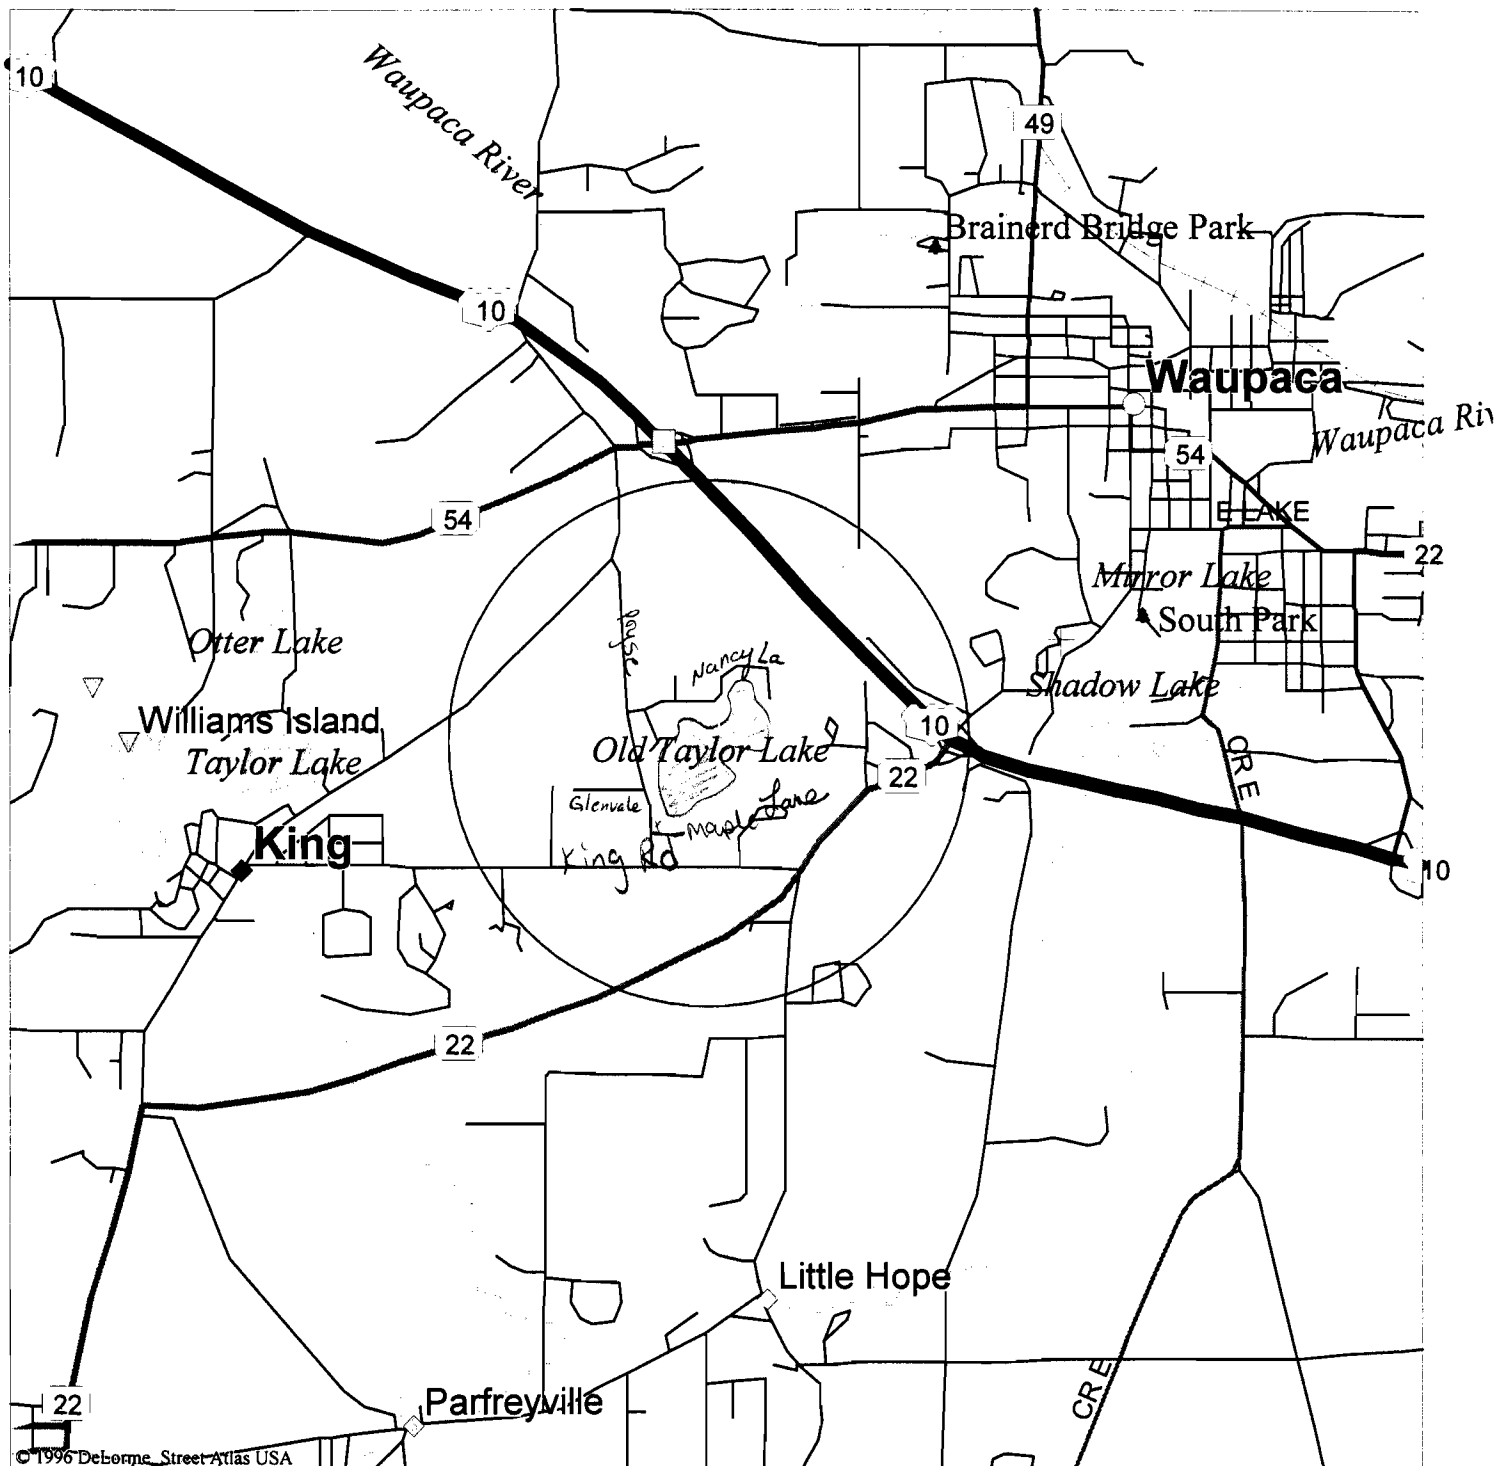 10
Waupaca River
49
Brainerd Bridge Park
10
Waupaca
Waupaca Riv
54
54
E LAKE
22
Mirror Lake
South Park
Otter Lake
Nancy La
Shadow Lake
Williams Island
10
Old Taylor Lake
Taylor Lake
22
CR E
Glenvale
Maple Lane
King
King Rd
10
22
Little Hope
CR E
22
Parfreyville
© 1996 DeLorme Street Atlas USA